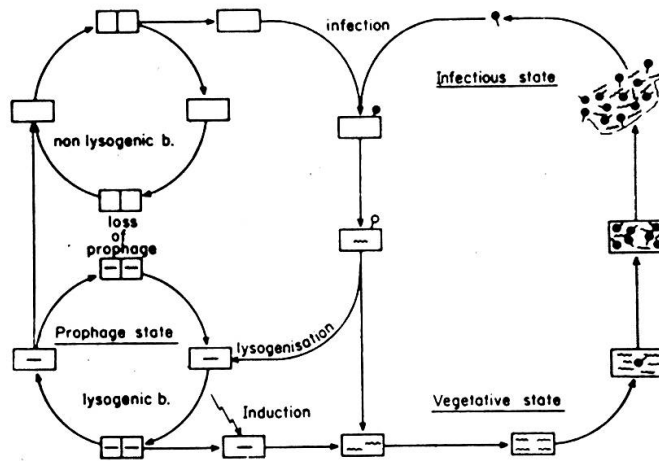 infection
Infectious state
non lysogenic b.
loss
of
prophage
Prophage state
lysogenisation
lysogenic b.
Induction
Vegetative state